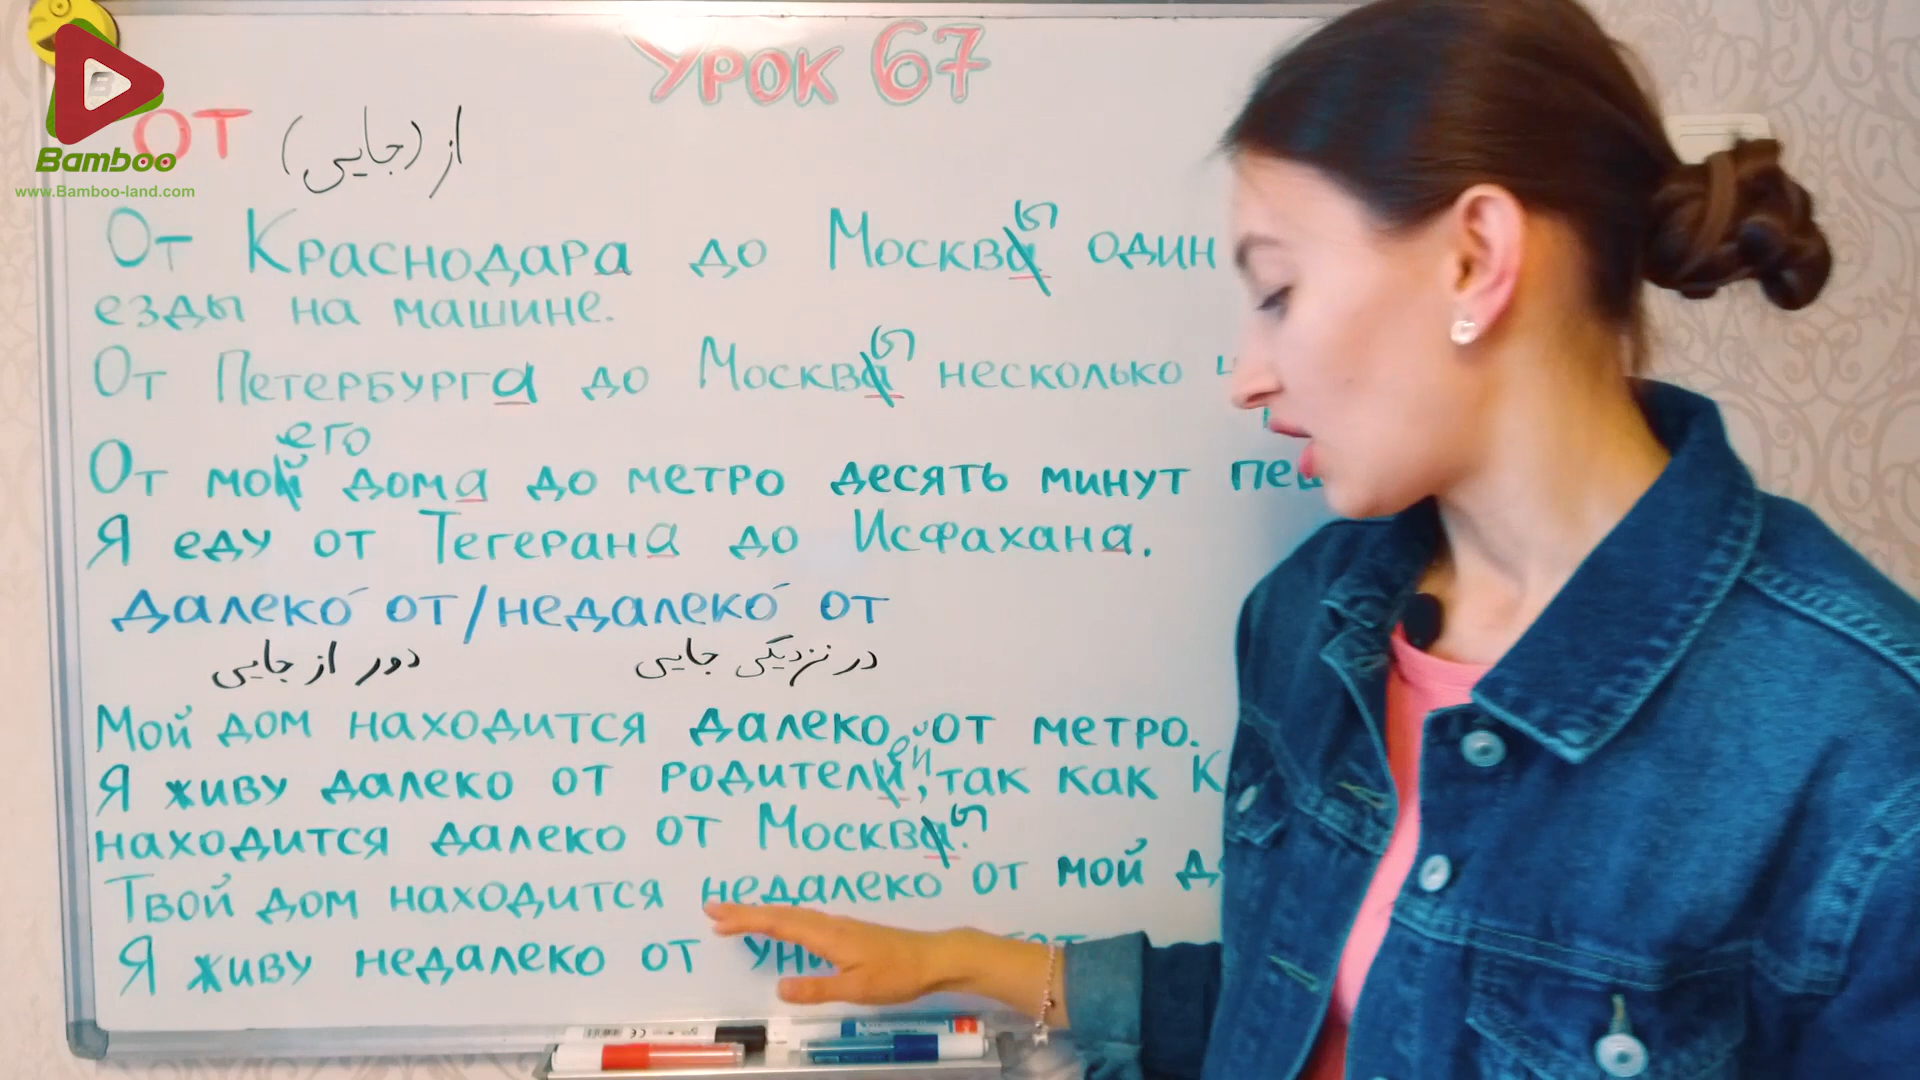 Урок 67
Bamboo
www.Bamboo-land.com
ОТ از (جایی)
От Краснодара до Москвы один
езды на машине.
От Петербурга до Москвы несколько
От моего дома до метро десять минут
Я еду от Тегерана до Исфахана.
Далеко́ от/недалеко́ от
دور از جایی در نزدیکی جایی
Мой дом находится далеко от метро.
Я живу далеко от родителей, так как
находится далеко от Москвы.
Твой дом находится недалеко от мой
Я живу недалеко от